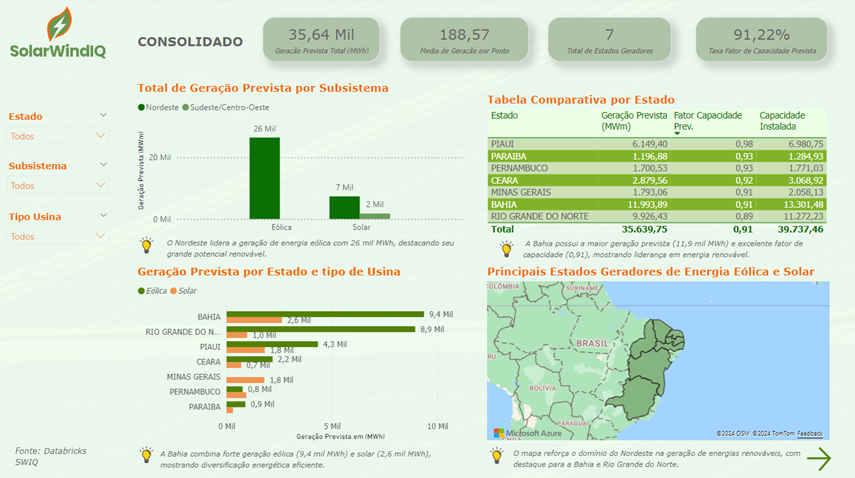 SolarWindIQ
CONSOLIDADO
35,64 Mil
Geração Prevista Total (MWh)
188,57
Media de Geracão por Ponto
7
Total de Estados Geradores
91,22%
Taxa Fator de Capacidade Prevista
Estado
Todos
Subsistema
Todos
Tipo Usina
Todos
Total de Geração Prevista por Subsistema
Nordeste Sudeste/Centro-Oeste
Geração Prevista (MWm)
20 Mil
0 Mil
26 Mil
7 Mil
2 Mil
Eólica
Solar
O Nordeste lidera a geração de energia eólica com 26 mil MWh, destacando seu
grande potencial renovável.
Tabela Comparativa por Estado
Estado Geração Prevista (MWm) Fator Capacidade Prev. Capacidade Instalada
PIAUI 6.149,40 0,98 6.980,75
PARAIBA 1.196,88 0,93 1.284,93
PERNAMBUCO 1.700,53 0,93 1.771,03
CEARA 2.879,56 0,92 3.068,92
MINAS GERAIS 1.793,06 0,91 2.058,13
BAHIA 11.993,89 0,91 13.301,48
RIO GRANDE DO NORTE 9.926,43 0,89 11.272,23
Total 35.639,75 0,91 39.737,46
A Bahia possui a maior geração prevista (11,9 mil MWh) e excelente fator de
capacidade (0,91), mostrando liderança em energia renovável.
Geração Prevista por Estado e tipo de Usina
Eólica Solar
BAHIA 9,4 Mil
2,6 Mil
RIO GRANDE DO N... 8,9 Mil
1,0 Mil
PIAUI 4,3 Mil
1,8 Mil
CEARA 2,2 Mil
0,7 Mil
MINAS GERAIS 1,8 Mil
PERNAMBUCO 0,8 Mil
PARAIBA 0,9 Mil
0 Mil 5 Mil 10 Mil
Geração Prevista em (MWh)
A Bahia combina forte geração eólica (9,4 mil MWh) e solar (2,6 mil MWh),
mostrando diversificação energética eficiente.
Principais Estados Geradores de Energia Eólica e Solar
COLÔMBIA
SURINAME
BRASIL
BOLÍVIA
PARAGUAI
Microsoft Azure
©2024 OSM ©2024 TomTom Feedback
O mapa reforça o domínio do Nordeste na geração de energias renováveis, com
destaque para a Bahia e Rio Grande do Norte.
Fonte: Databricks
SWIQ